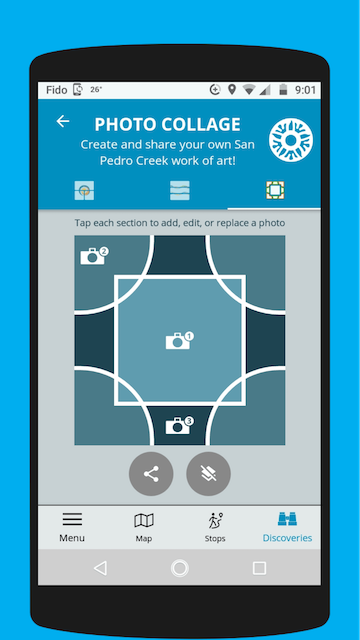 Fido 26° 9:01
PHOTO COLLAGE
Create and share your own San
Pedro Creek work of art!
Tap each section to add, edit, or replace a photo
2
1
3
Menu Map Stops Discoveries